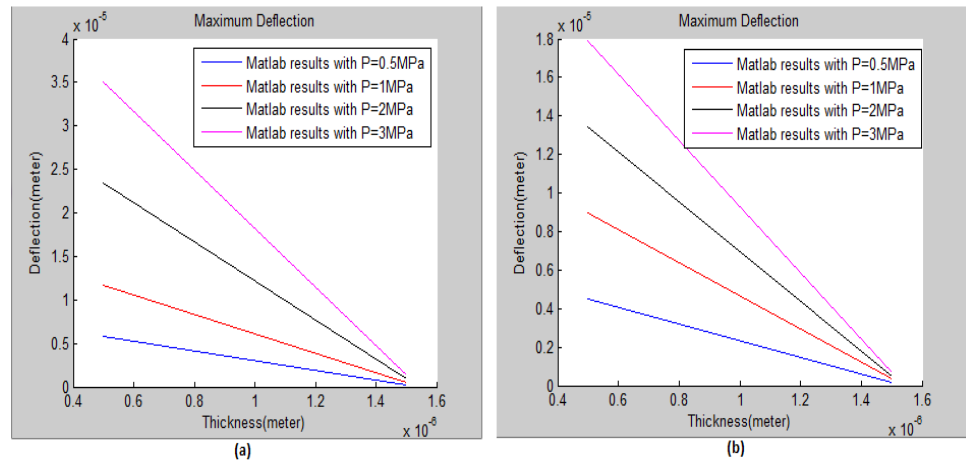 x 10^-5
Maximum Deflection
4
3.5
3
2.5
2
1.5
1
0.5
0
Deflection(meter)
Matlab results with P=0.5MPa
Matlab results with P=1MPa
Matlab results with P=2MPa
Matlab results with P=3MPa
0.4 0.6 0.8 1 1.2 1.4 1.6
Thickness(meter)
x 10^-6
(a)
x 10^-5
Maximum Deflection
1.8
1.6
1.4
1.2
1
0.8
0.6
0.4
0.2
0
Deflection(meter)
Matlab results with P=0.5MPa
Matlab results with P=1MPa
Matlab results with P=2MPa
Matlab results with P=3MPa
0.4 0.6 0.8 1 1.2 1.4 1.6
Thickness(meter)
x 10^-6
(b)